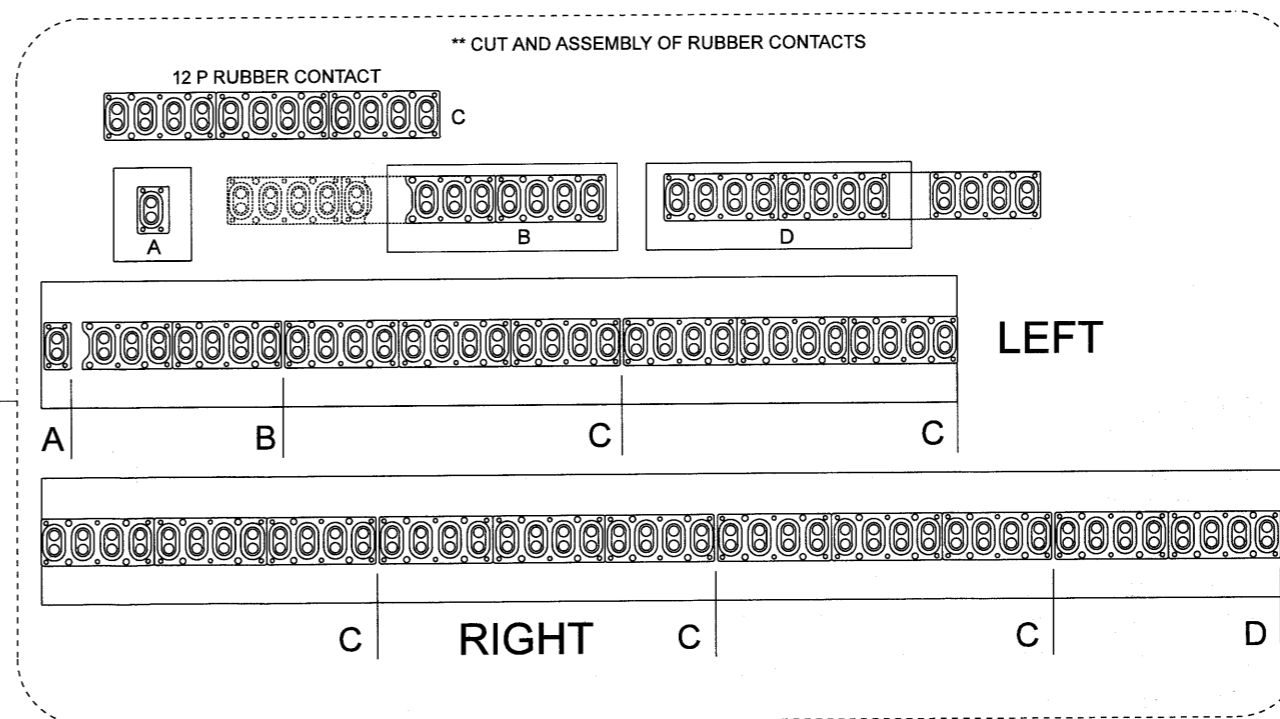 ** CUT AND ASSEMBLY OF RUBBER CONTACTS
12 P RUBBER CONTACT
C
A
B
D
LEFT
A B C C
C RIGHT C C D